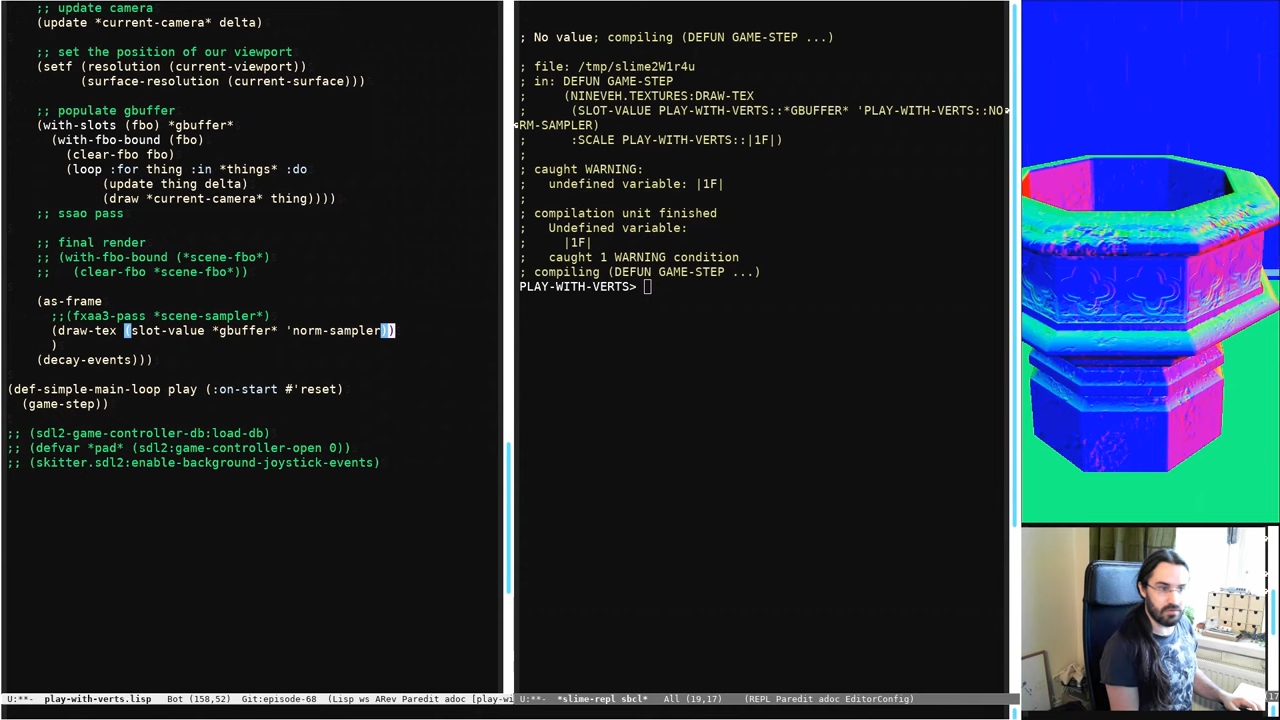 ;; update camera
(update *current-camera* delta)
;; set the position of our viewport
(setf (resolution (current-viewport))
(surface-resolution (current-surface)))
;; populate gbuffer
(with-slots (fbo) *gbuffer*
(with-fbo-bound (fbo)
(clear-fbo fbo)
(loop :for thing :in *things* :do
(update thing delta)
(draw *current-camera* thing))))
;; ssao pass
;; final render
;; (with-fbo-bound (*scene-fbo*)
;;   (clear-fbo *scene-fbo*))
(as-frame
;;(fxaa3-pass *scene-sampler*)
(draw-tex (slot-value *gbuffer* 'norm-sampler))
)
(decay-events)))
(def-simple-main-loop play (:on-start #'reset)
(game-step))
;; (sdl2-game-controller-db:load-db)
;; (defvar *pad* (sdl2:game-controller-open 0))
;; (skitter.sdl2:enable-background-joystick-events)
U:**-  play-with-verts.lisp   Bot (158,52)  Git:episode-68  (Lisp ws ARev Paredit adoc [play-wi
; No value; compiling (DEFUN GAME-STEP ...)
; file: /tmp/slime2W1r4u
; in: DEFUN GAME-STEP
;     (NINEVEH.TEXTURES:DRAW-TEX
;      (SLOT-VALUE PLAY-WITH-VERTS::*GBUFFER* 'PLAY-WITH-VERTS::NO
RM-SAMPLER)
;      :SCALE PLAY-WITH-VERTS::|1F|)
;
; caught WARNING:
;   undefined variable: |1F|
;
; compilation unit finished
;   Undefined variable:
;     |1F|
;   caught 1 WARNING condition
; compiling (DEFUN GAME-STEP ...)
PLAY-WITH-VERTS>
U:**-  *slime-repl sbcl*   All (19,17)   (REPL Paredit adoc EditorConfig)